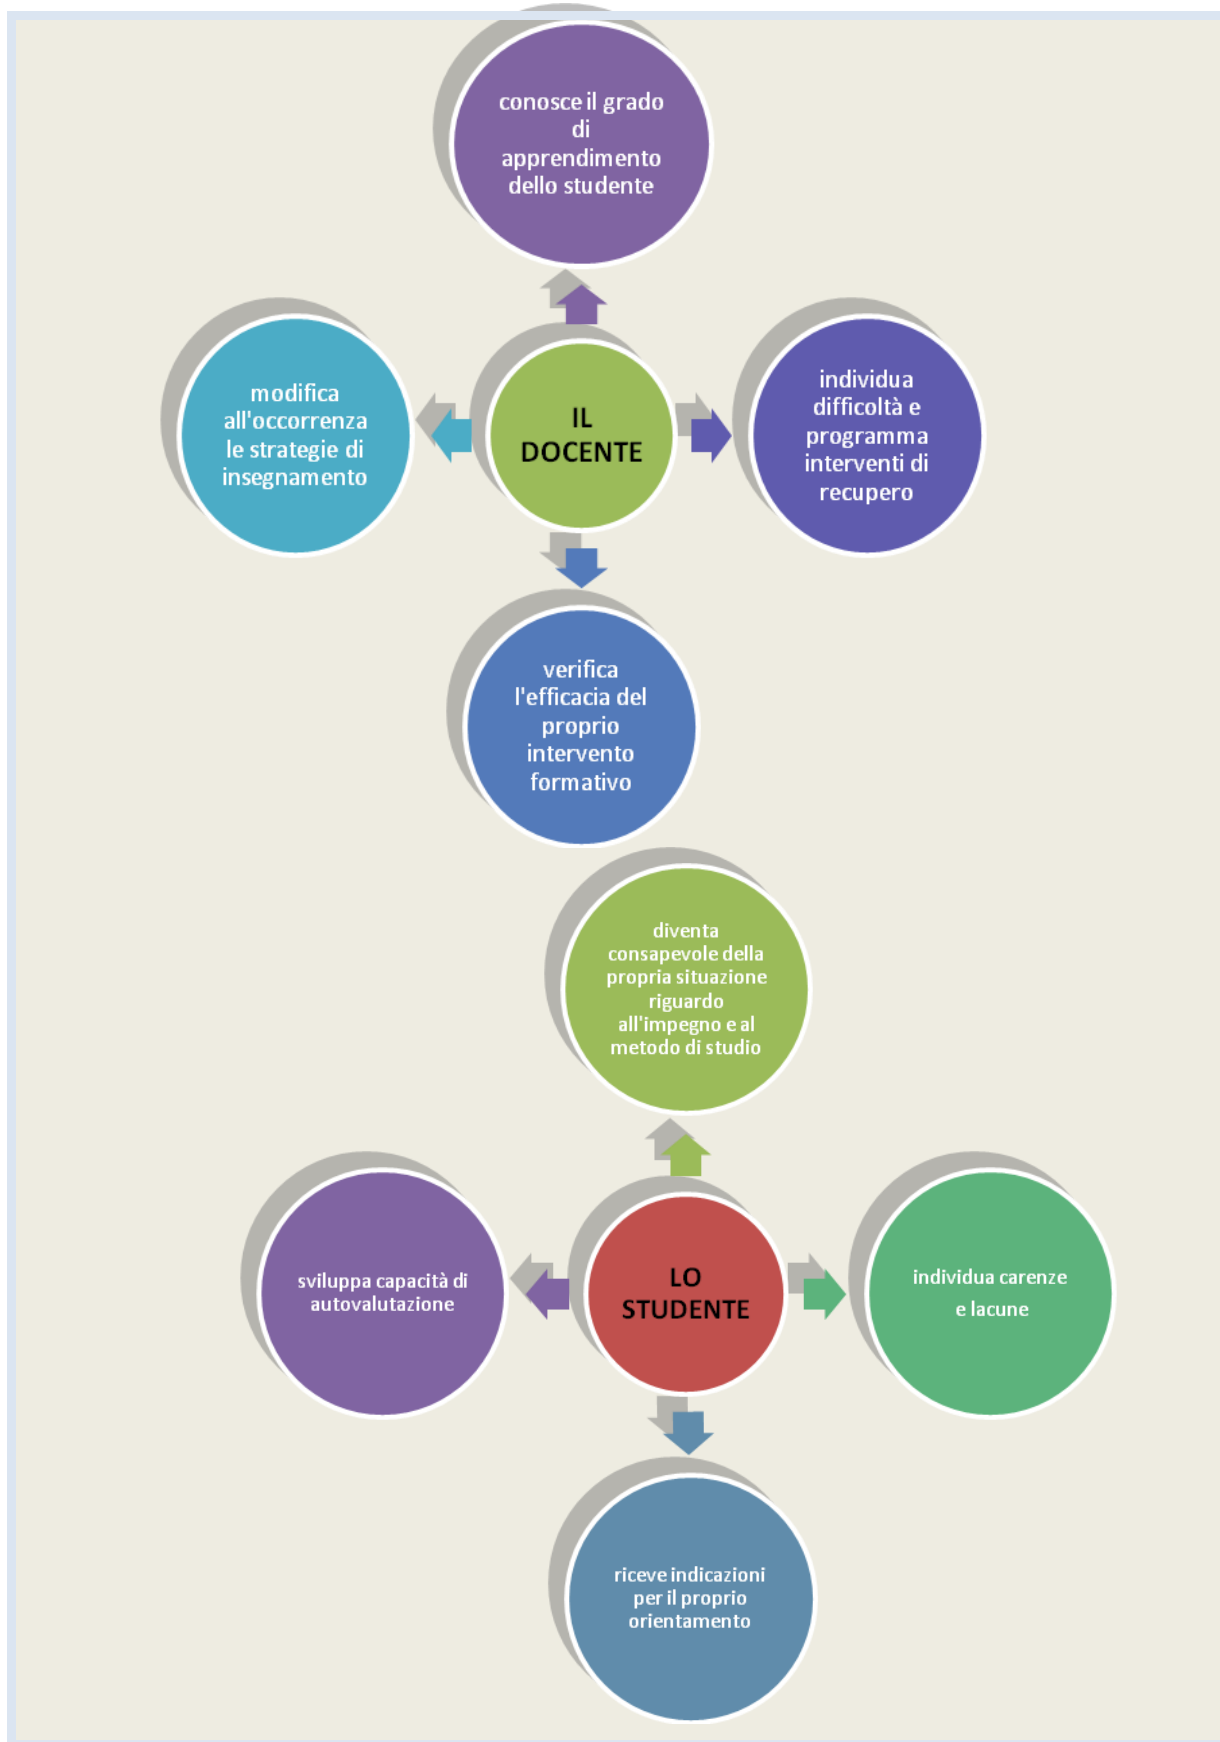 conosce il grado
di
apprendimento
dello studente
modifica
all'occorrenza
le strategie di
insegnamento
IL
DOCENTE
individua
difficoltà e
programma
interventi di
recupero
verifica
l'efficacia del
proprio
intervento
formativo
diventa
consapevole della
propria situazione
riguardo
all'impegno e al
metodo di studio
sviluppa capacità di
autovalutazione
LO
STUDENTE
individua carenze
e lacune
riceve indicazioni
per il proprio
orientamento